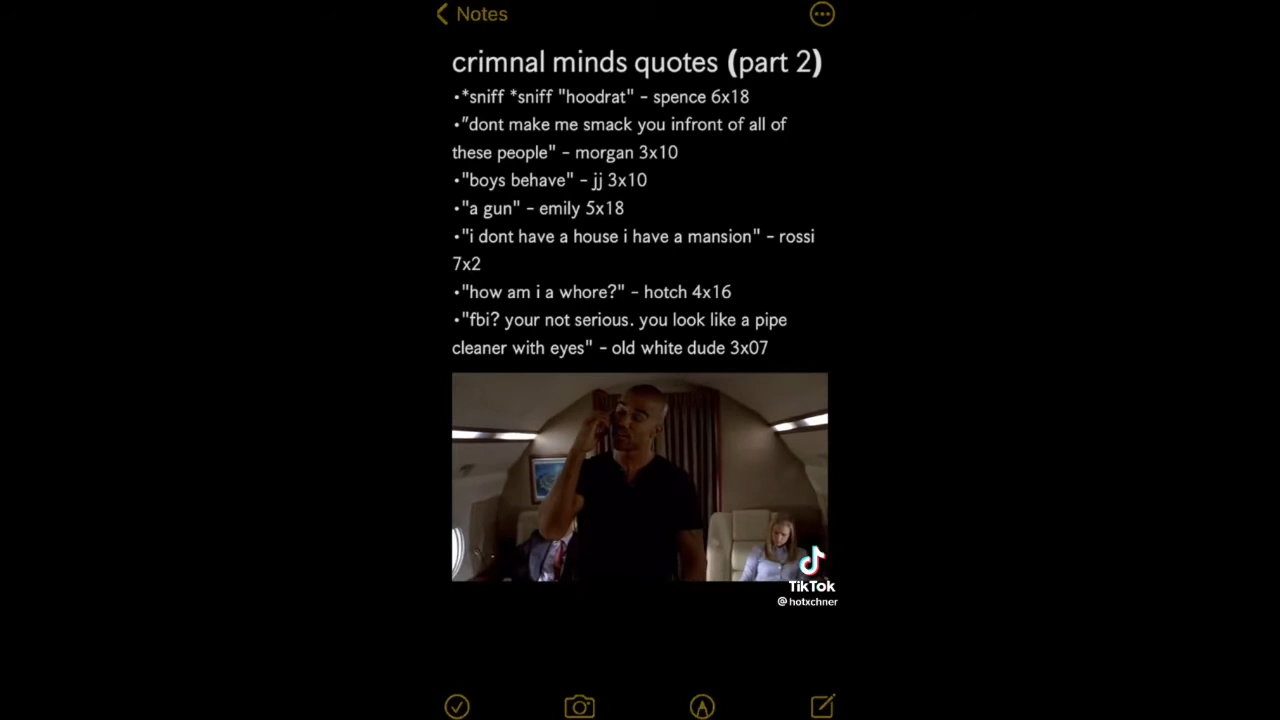 Notes
crimnal minds quotes (part 2)
•*sniff *sniff "hoodrat" - spence 6x18
•"dont make me smack you infront of all of
these people" - morgan 3x10
•"boys behave" - jj 3x10
•"a gun" - emily 5x18
•"i dont have a house i have a mansion" - rossi
7x2
•"how am i a whore?" - hotch 4x16
•"fbi? your not serious. you look like a pipe
cleaner with eyes" - old white dude 3x07
TikTok
@hotxchner